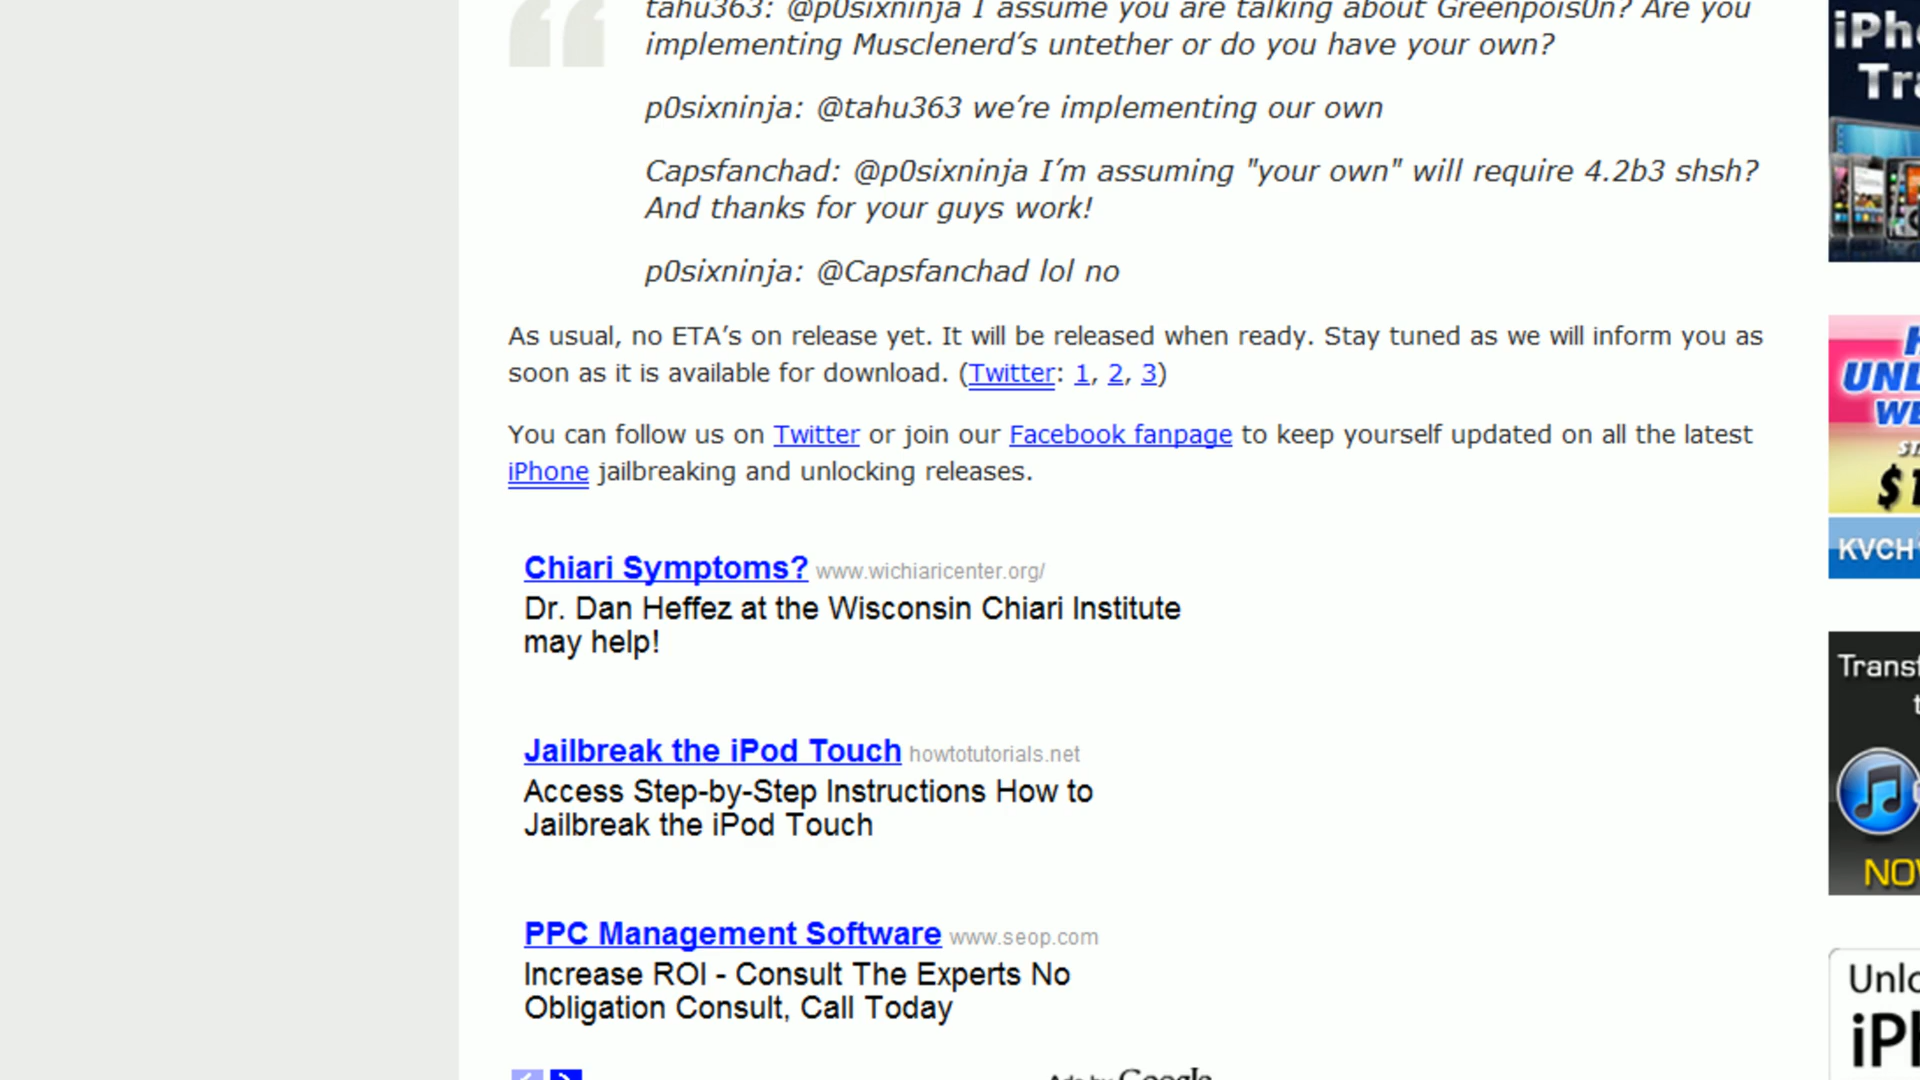 tahu363: @p0sixninja I assume you are talking about Greenpois0n? Are you
implementing Musclenerd’s untether or do you have your own?
p0sixninja: @tahu363 we’re implementing our own
Capsfanchad: @p0sixninja I’m assuming "your own" will require 4.2b3 shsh?
And thanks for your guys work!
p0sixninja: @Capsfanchad lol no
As usual, no ETA’s on release yet. It will be released when ready. Stay tuned as we will inform you as
soon as it is available for download. (Twitter: 1, 2, 3)
You can follow us on Twitter or join our Facebook fanpage to keep yourself updated on all the latest
iPhone jailbreaking and unlocking releases.
Chiari Symptoms? www.wichiaricenter.org/
Dr. Dan Heffez at the Wisconsin Chiari Institute
may help!
Jailbreak the iPod Touch howtotutorials.net
Access Step-by-Step Instructions How to
Jailbreak the iPod Touch
PPC Management Software www.seop.com
Increase ROI - Consult The Experts No
Obligation Consult, Call Today
Ads by Google
KVCH